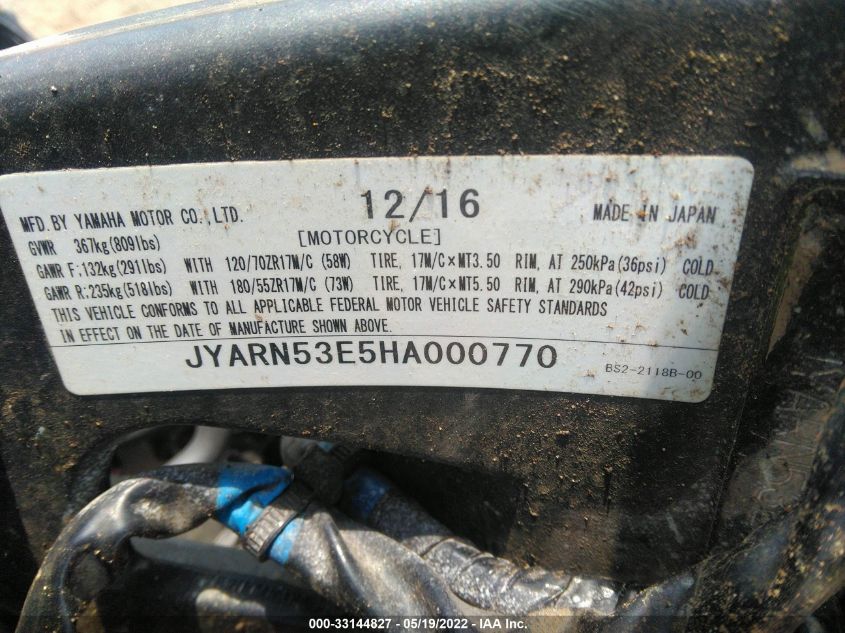 12/16
MFD. BY YAMAHA MOTOR CO.,LTD. MADE IN JAPAN
GVWR 367kg(809lbs) [MOTORCYCLE]
GAWR F:132kg(291lbs) WITH 120/70ZR17M/C (58W) TIRE, 17M/C×MT3.50 RIM, AT 250kPa(36psi) COLD
GAWR R:235kg(518lbs) WITH 180/55ZR17M/C (73W) TIRE, 17M/C×MT5.50 RIM, AT 290kPa(42psi) COLD
THIS VEHICLE CONFORMS TO ALL APPLICABLE FEDERAL MOTOR VEHICLE SAFETY STANDARDS
IN EFFECT ON THE DATE OF MANUFACTURE SHOWN ABOVE.
JYARN53E5HA000770 BS2-2118B-00
000-33144827 - 05/19/2022 - IAA Inc.